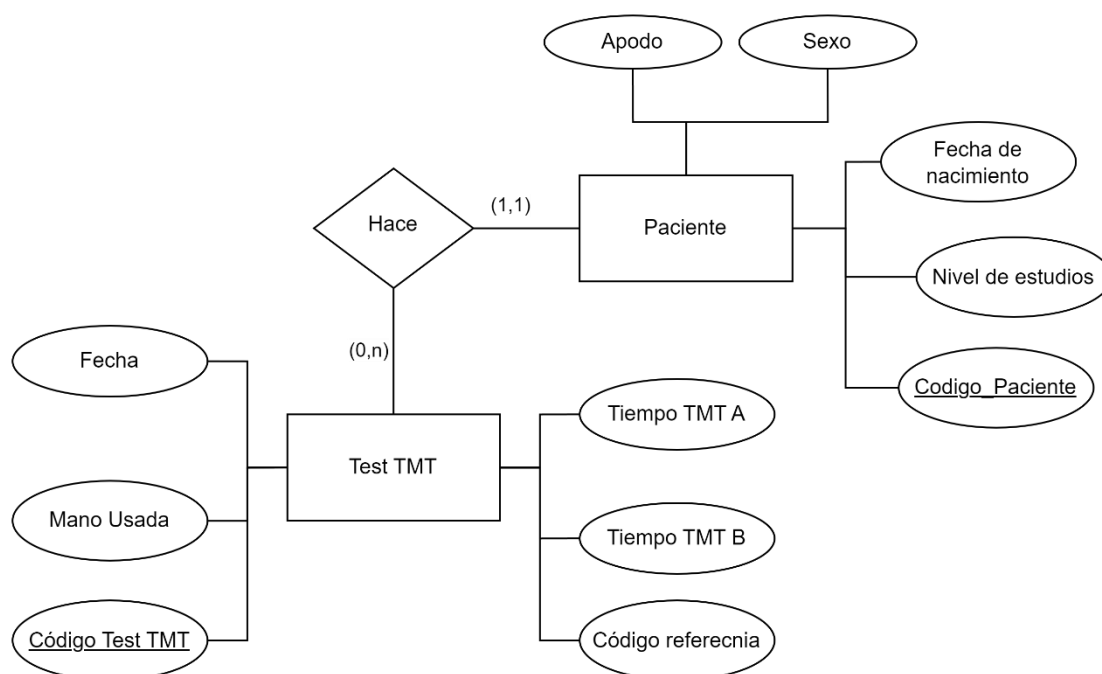 Apodo
Sexo
Fecha de
nacimiento
Hace
(1,1)
Paciente
Nivel de estudios
(0,n)
Fecha
Codigo_Paciente
Tiempo TMT A
Test TMT
Mano Usada
Tiempo TMT B
Código Test TMT
Código referecnia